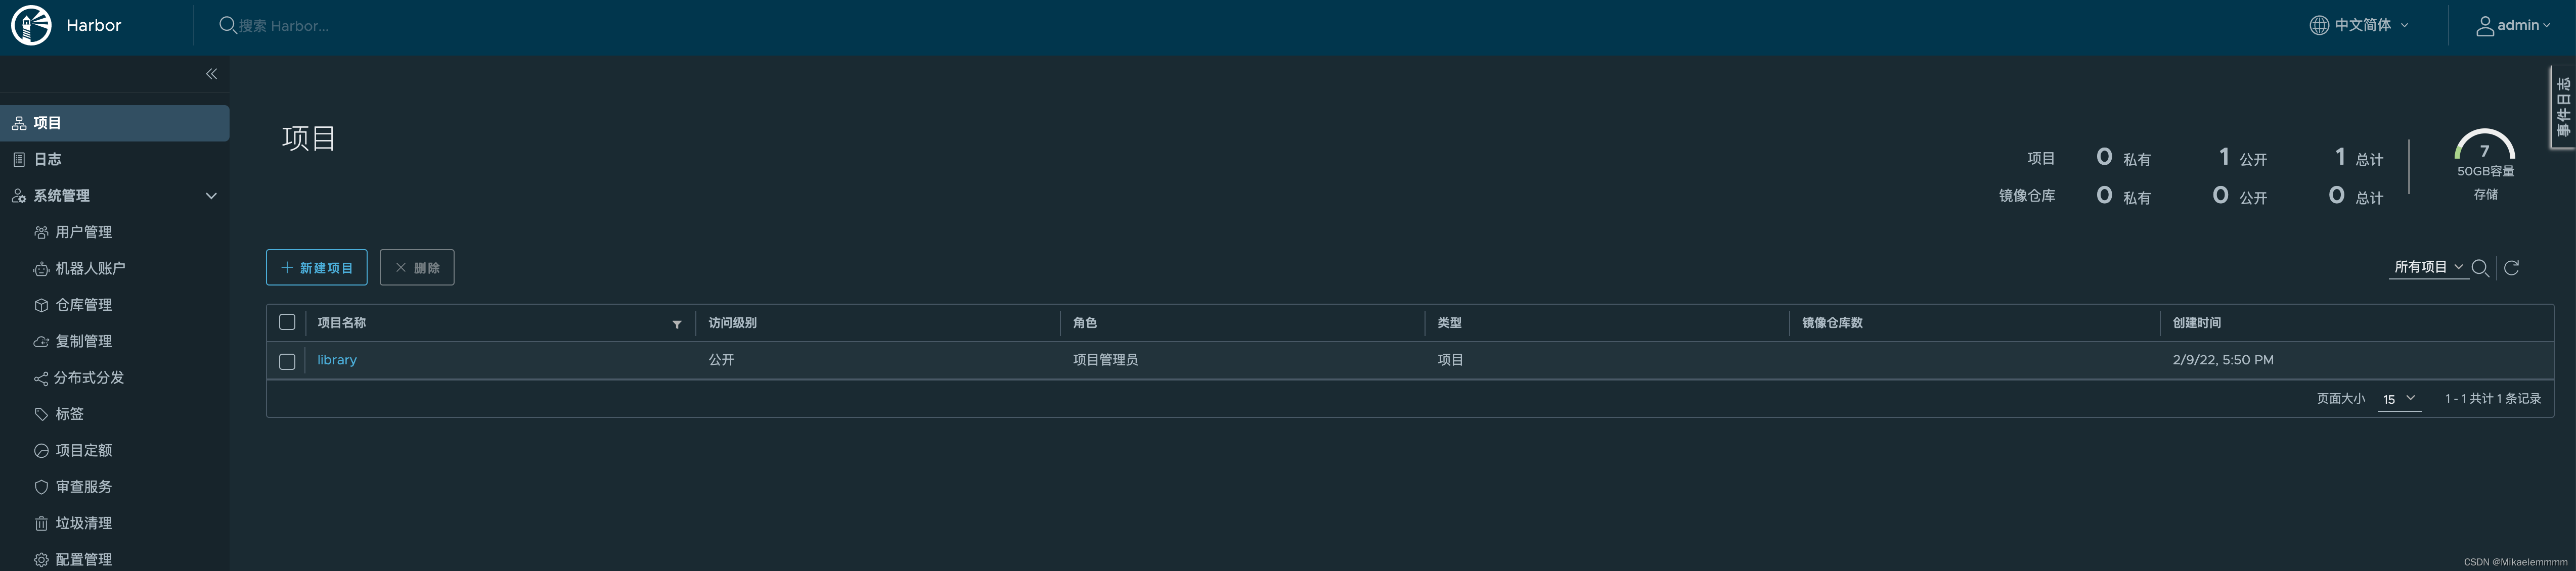 Harbor
搜索 Harbor...
中文简体
admin
事件日志
项目
日志
系统管理
用户管理
机器人账户
仓库管理
复制管理
分布式分发
标签
项目定额
审查服务
垃圾清理
配置管理
项目
项目 0 私有 1 公开 1 总计
镜像仓库 0 私有 0 公开 0 总计
7
50GB容量
存储
新建项目 删除
所有项目
项目名称 访问级别 角色 类型 镜像仓库数 创建时间
library 公开 项目管理员 项目 2/9/22, 5:50 PM
页面大小 15 1 - 1 共计 1 条记录
CSDN @Mikaelemmmm